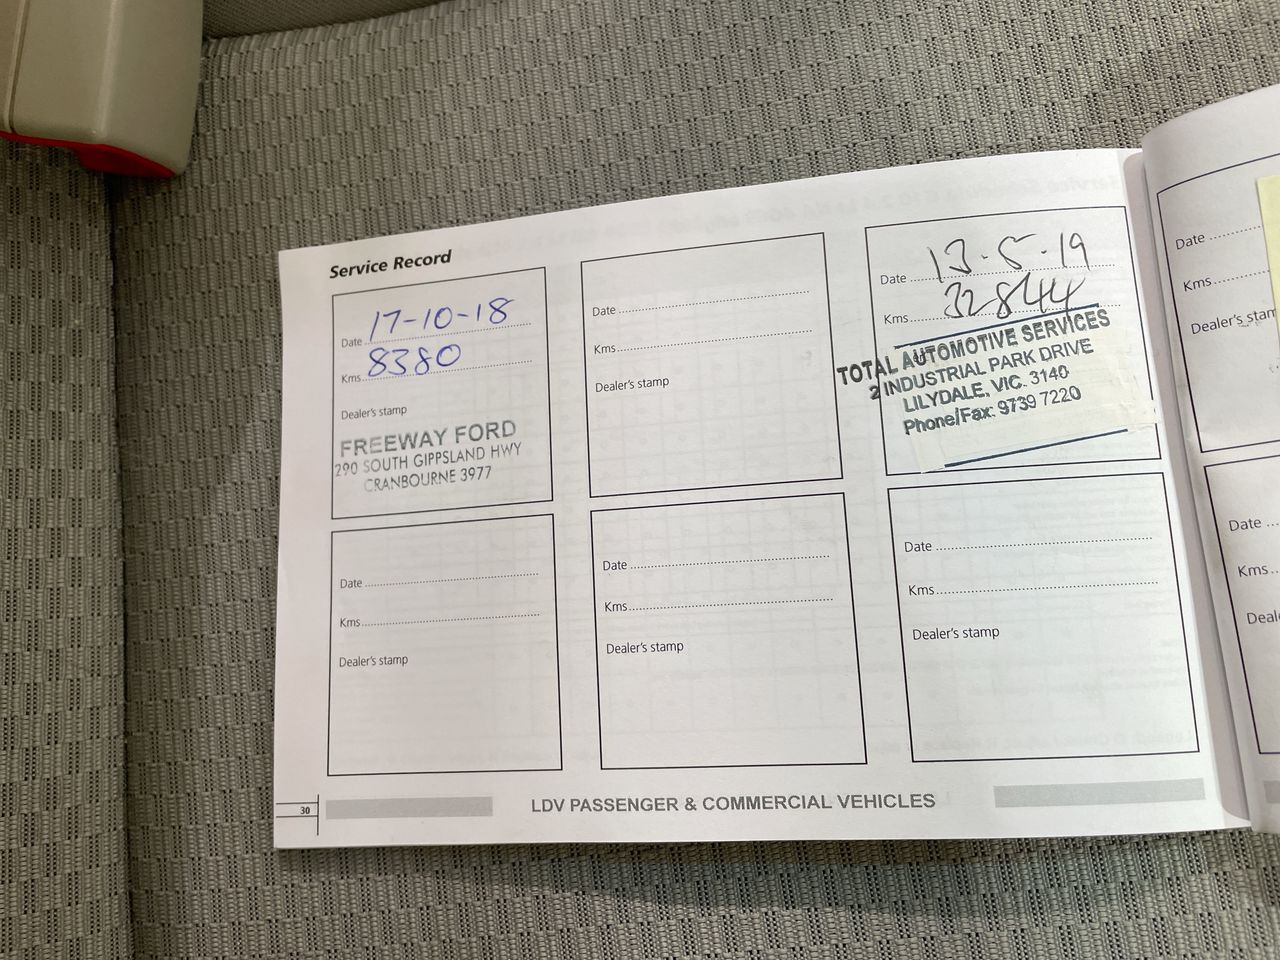 Service Record
Date 17-10-18
Kms 8380
Dealer's stamp
FREEWAY FORD
290 SOUTH GIPPSLAND HWY
CRANBOURNE 3977
Date
Kms
Dealer's stamp
Date 13-5-19
Kms 32844
TOTAL AUTOMOTIVE SERVICES
2 INDUSTRIAL PARK DRIVE
LILYDALE, VIC. 3140
Phone/Fax: 9739 7220
Date
Kms
Dealer's stamp
Date
Kms
Dealer's stamp
Date
Kms
Dealer's stamp
30
LDV PASSENGER & COMMERCIAL VEHICLES
Date
Kms
Dealer's stam
Date
Kms
Deal